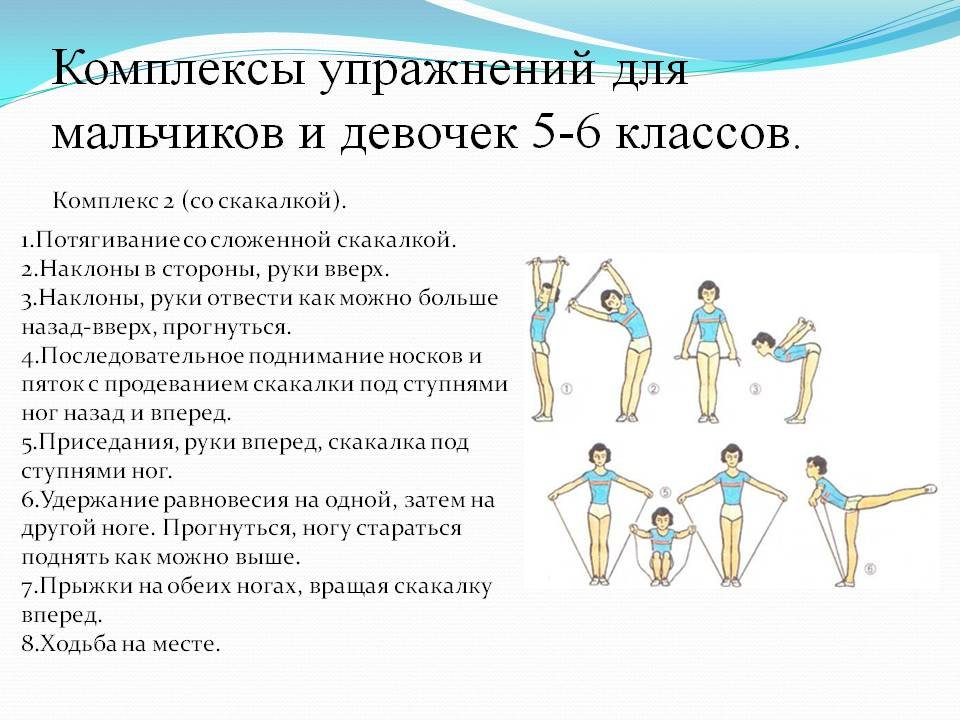 Комплексы упражнений для
мальчиков и девочек 5-6 классов.
Комплекс 2 (со скакалкой).
1.Потягивание со сложенной скакалкой.
2.Наклоны в стороны, руки вверх.
3.Наклоны, руки отвести как можно больше
назад-вверх, прогнуться.
4.Последовательное поднимание носков и
пяток с продеванием скакалки под ступнями
ног назад и вперед.
5.Приседания, руки вперед, скакалка под
ступнями ног.
6.Удержание равновесия на одной, затем на
другой ноге. Прогнуться, ногу стараться
поднять как можно выше.
7.Прыжки на обеих ногах, вращая скакалку
вперед.
8.Ходьба на месте.
1
2
3
5
6